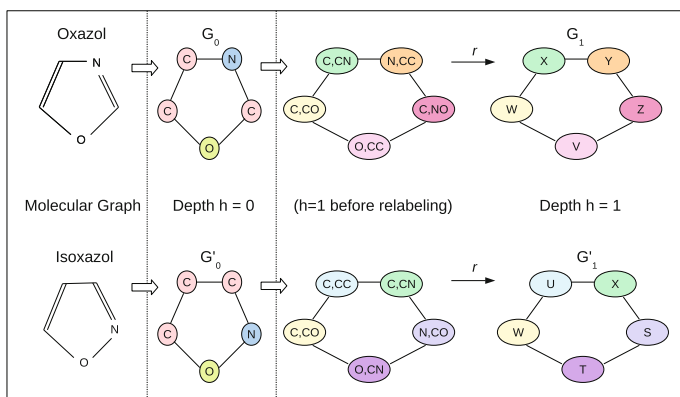 Oxazol
G0
G1
N
O
C
N
C
C
O
C,CN
N,CC
C,CO
C,NO
O,CC
r
X
Y
W
Z
V
Molecular Graph
Depth h = 0
(h=1 before relabeling)
Depth h = 1
Isoxazol
G'0
G'1
N
O
C
C
C
N
O
C,CC
C,CN
C,CO
N,CO
O,CN
r
U
X
W
S
T